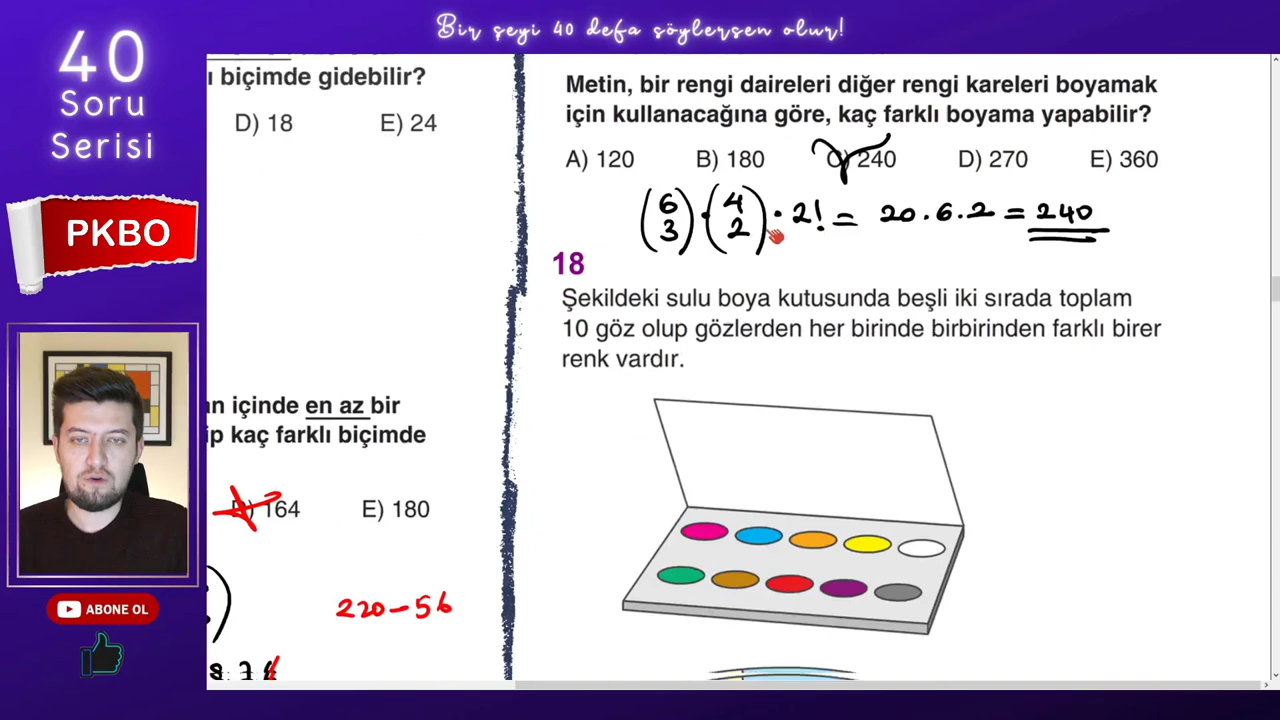 Bir şeyi 40 defa söylersen olur!
40
Soru
Serisi
PKBO
ABONE OL
ı biçimde gidebilir?
D) 18 E) 24
an içinde en az bir
ip kaç farklı biçimde
D) 164 E) 180
220-56
Metin, bir rengi daireleri diğer rengi kareleri boyamak
için kullanacağına göre, kaç farklı boyama yapabilir?
A) 120 B) 180 C) 240 D) 270 E) 360
(6 3) · (4 2) · 2! = 20.6.2 = 240
18
Şekildeki sulu boya kutusunda beşli iki sırada toplam
10 göz olup gözlerden her birinde birbirinden farklı birer
renk vardır.